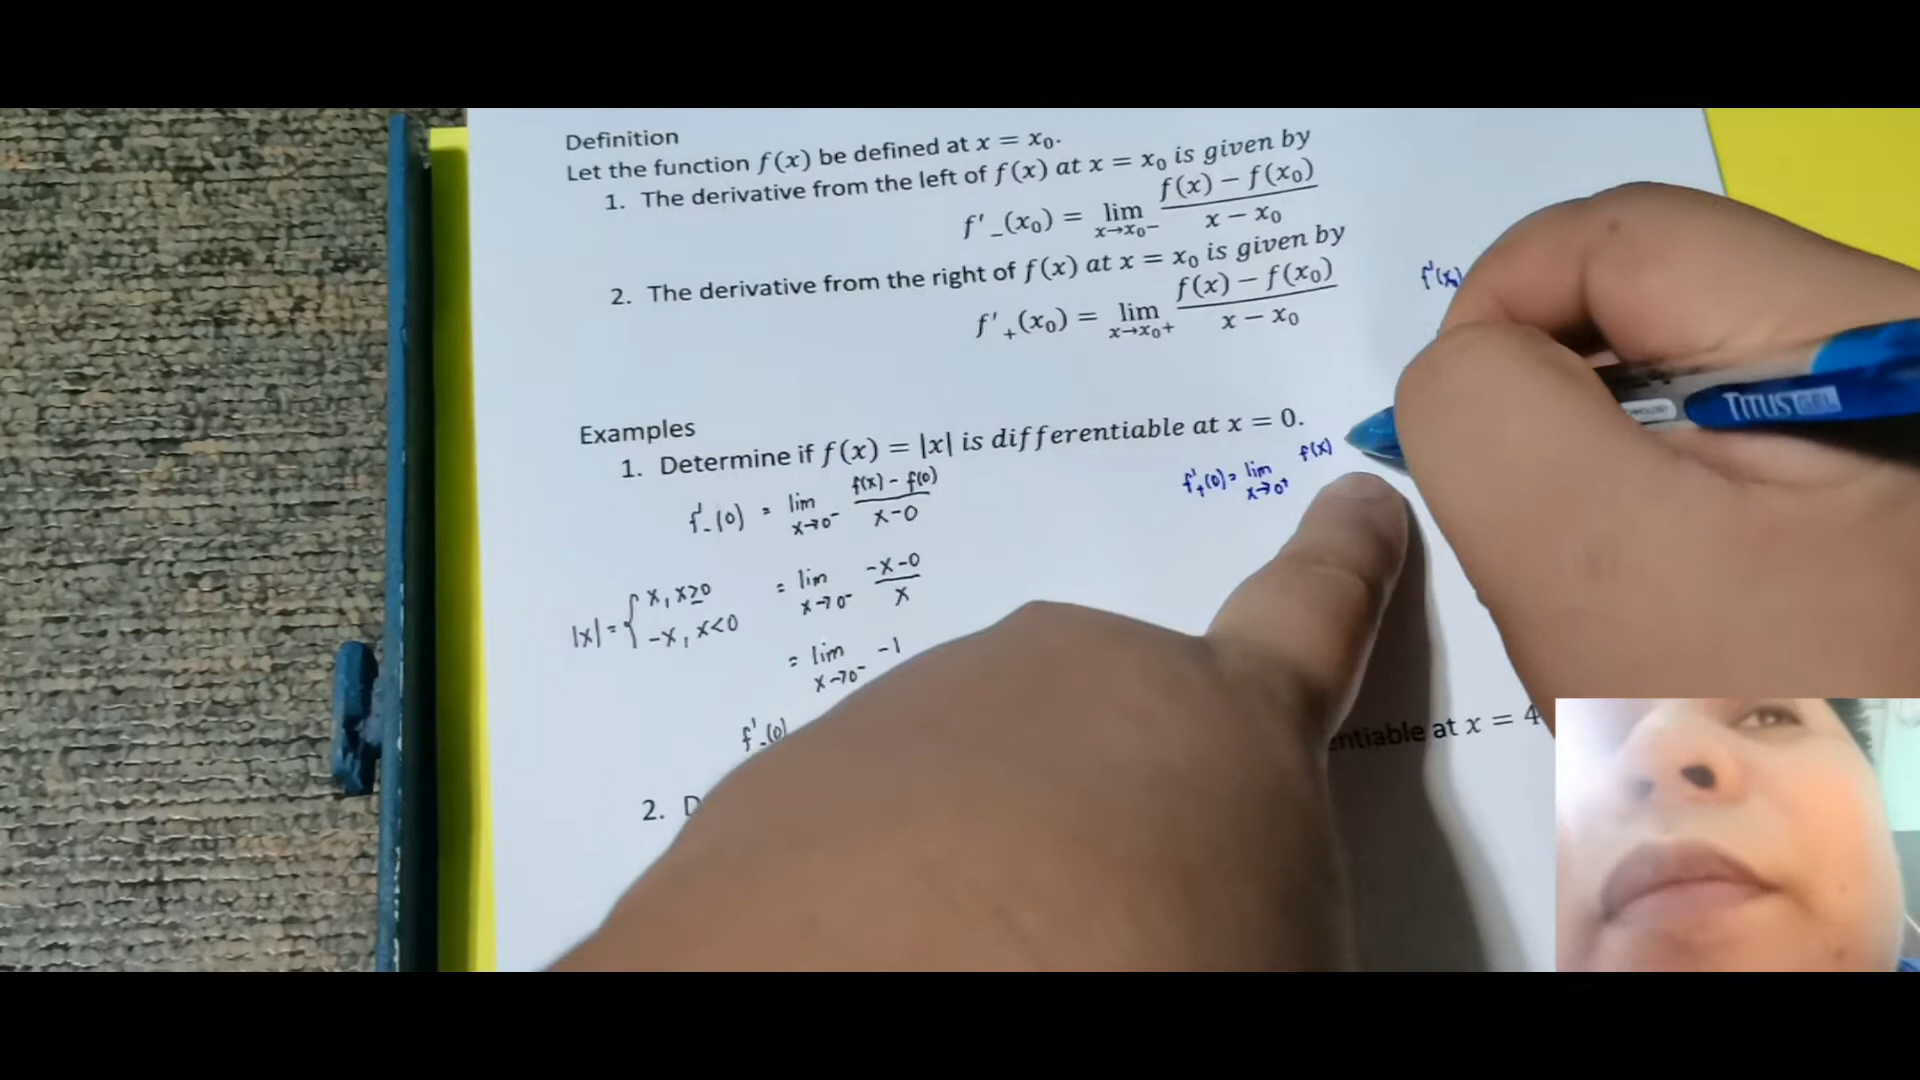 Definition
Let the function f(x) be defined at x = x₀.
1. The derivative from the left of f(x) at x = x₀ is given by
f'₋(x₀) = lim x→x₀− (f(x) − f(x₀)) / (x − x₀)
2. The derivative from the right of f(x) at x = x₀ is given by
f'₊(x₀) = lim x→x₀+ (f(x) − f(x₀)) / (x − x₀)
f'(x₀)
Examples
1. Determine if f(x) = |x| is differentiable at x = 0.
f'₋(0) = lim x→0⁻ (f(x) - f(0)) / (x-0)
f'₊(0) = lim x→0⁺ f(x)
= lim x→0⁻ (-x-0) / x
|x| = { x, x≥0
-x, x<0
= lim x→0⁻ -1
f'₋(0)
entiable at x = 4
2. D
TITUS GEL